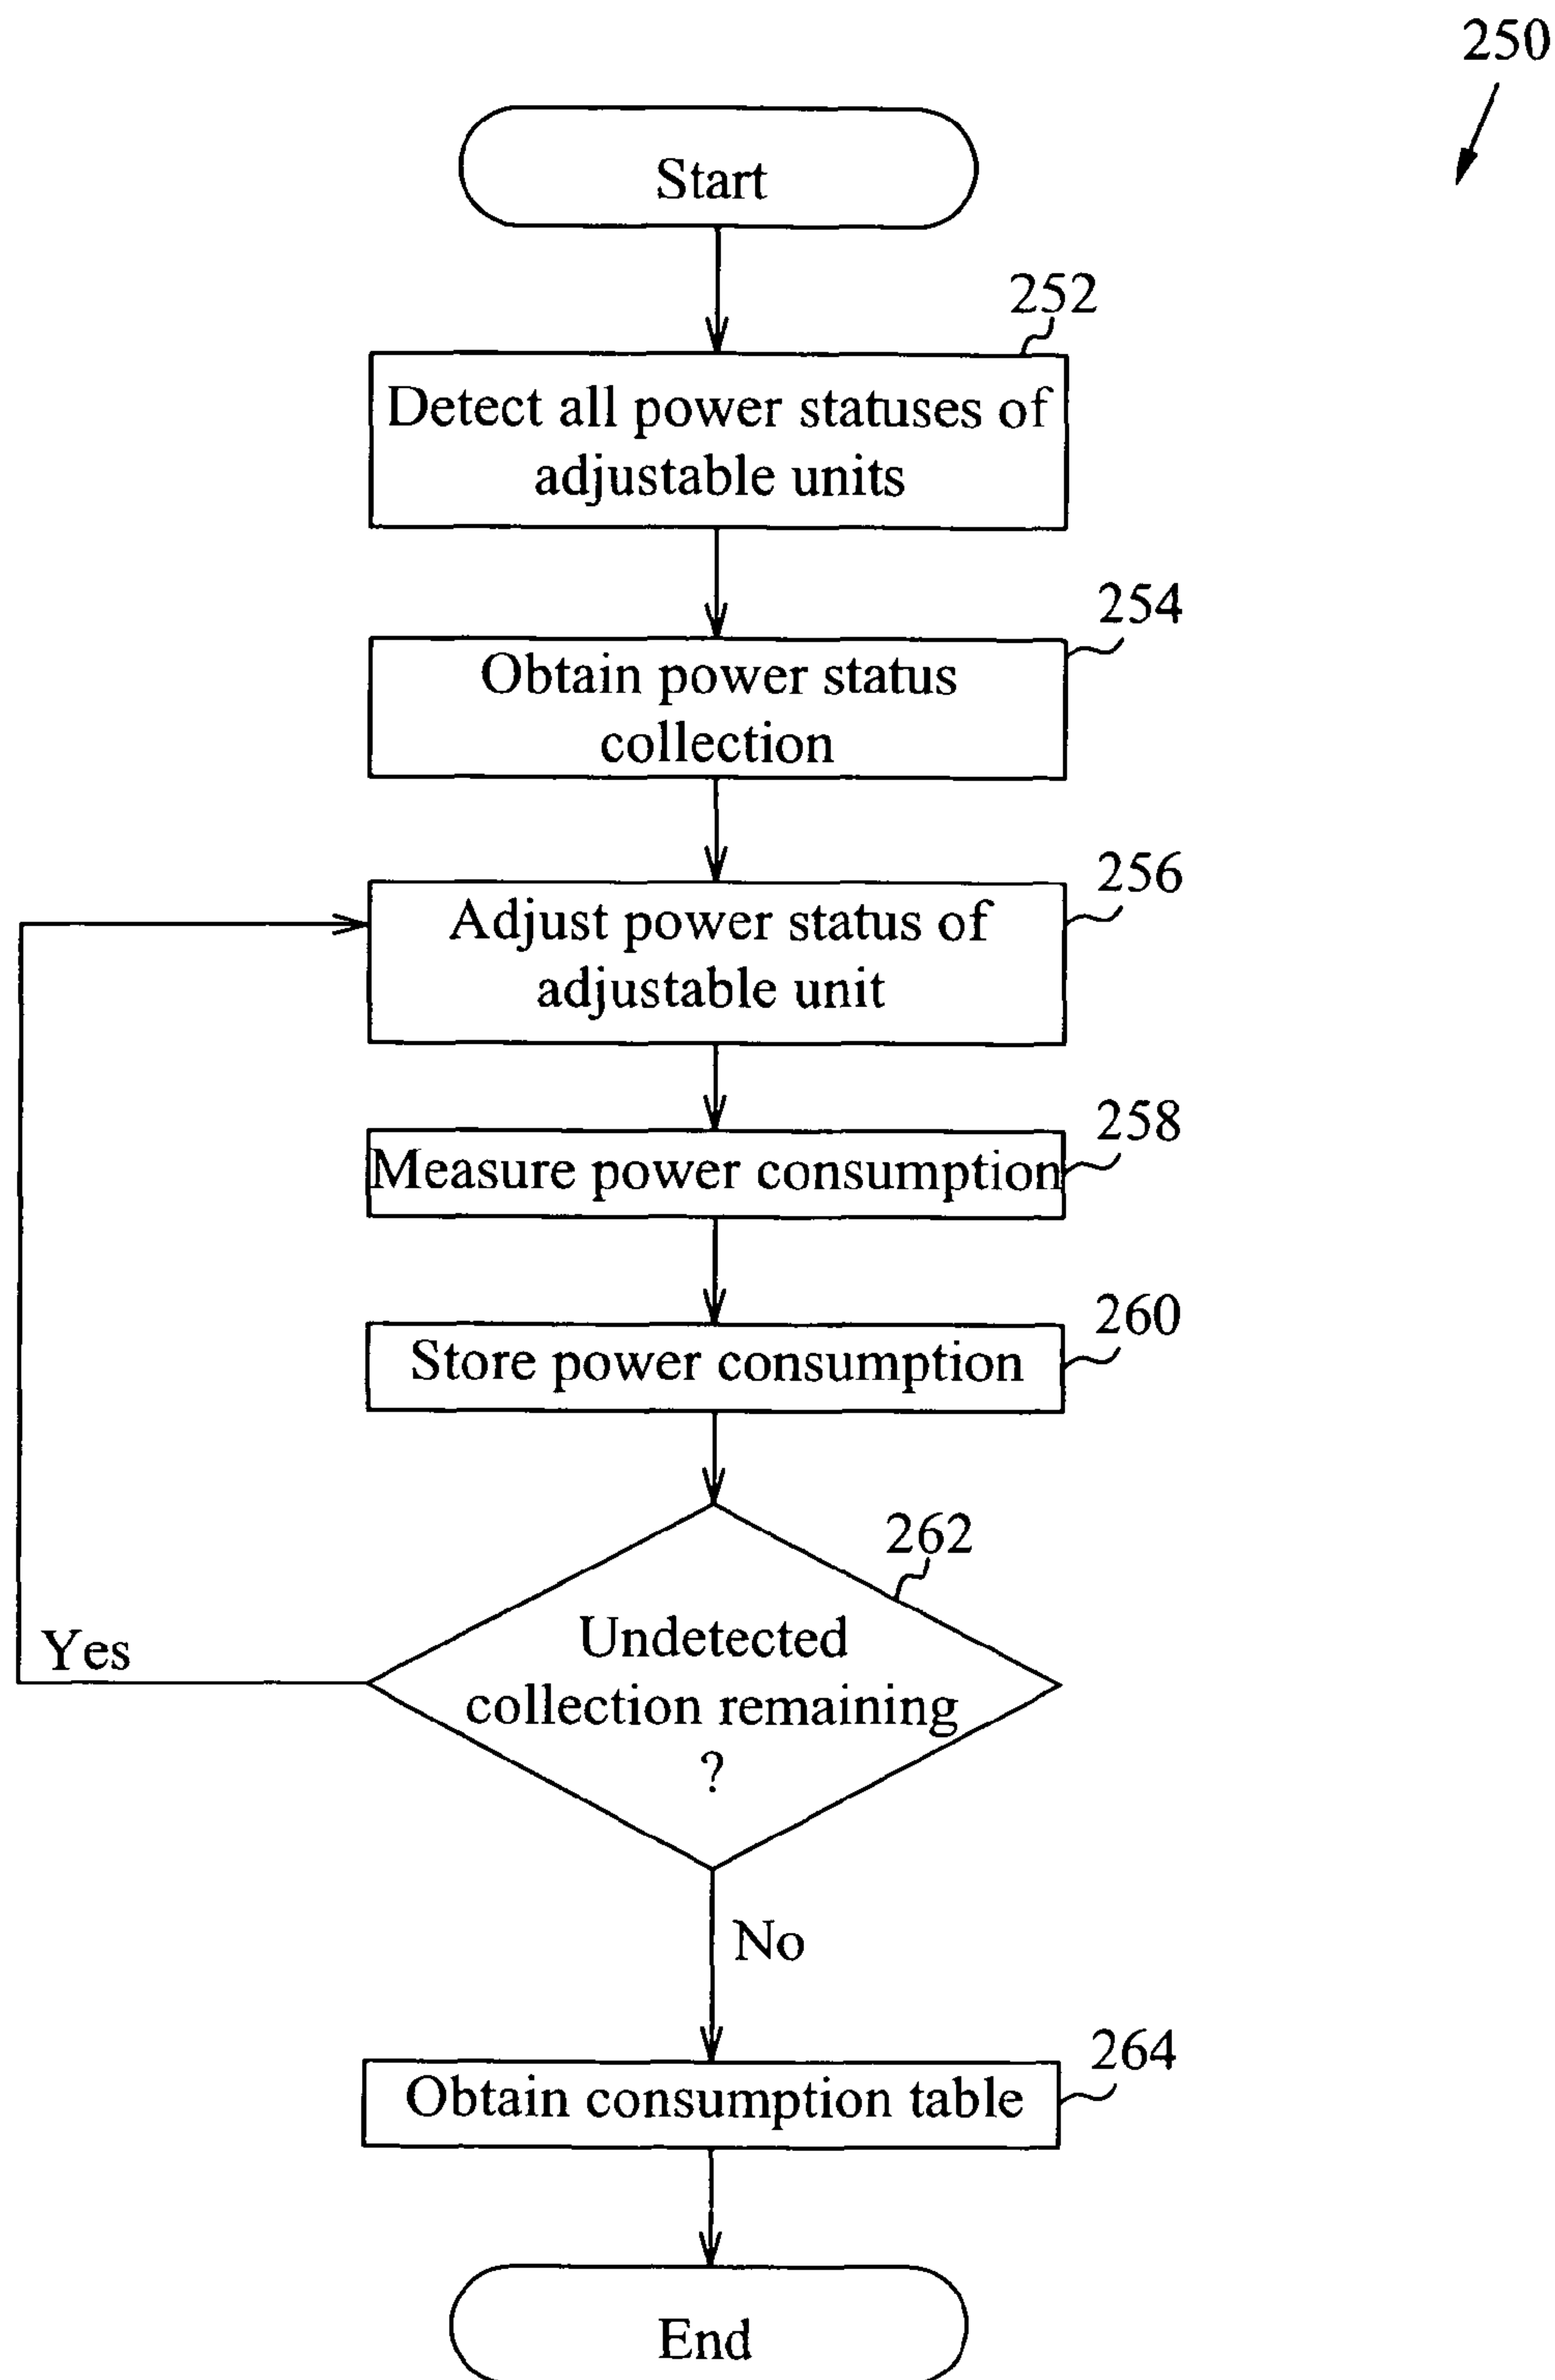 250
Start
252
Detect all power statuses of
adjustable units
254
Obtain power status
collection
256
Adjust power status of
adjustable unit
258
Measure power consumption
260
Store power consumption
262
Undetected
collection remaining
?
Yes
No
264
Obtain consumption table
End